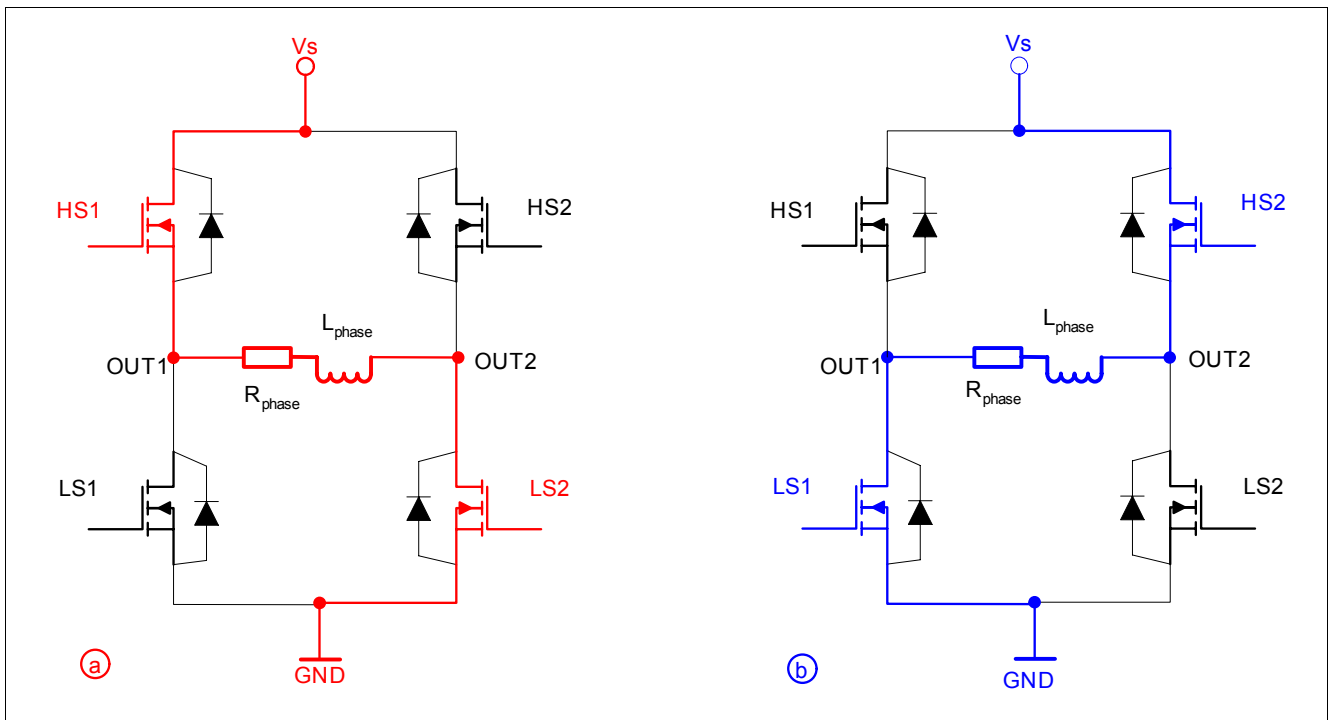 Vs
HS1
HS2
L_phase
OUT1
OUT2
R_phase
LS1
LS2
a
GND
Vs
HS1
HS2
L_phase
OUT1
OUT2
R_phase
LS1
LS2
b
GND